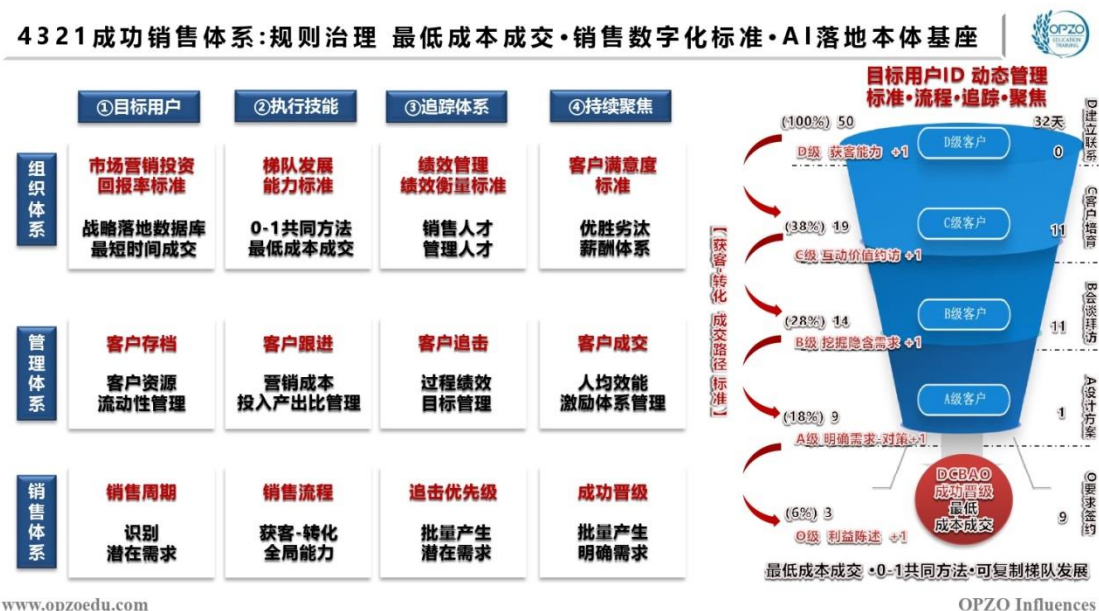 4321成功销售体系:规则治理 最低成本成交·销售数字化标准·AI落地本体基座
OPZO
EDUCATION
TRAINING
①目标用户
②执行技能
③追踪体系
④持续聚焦
组织体系
市场营销投资
回报率标准
战略落地数据库
最短时间成交
梯队发展
能力标准
0-1共同方法
最低成本成交
绩效管理
绩效衡量标准
销售人才
管理人才
客户满意度
标准
优胜劣汰
薪酬体系
管理体系
客户存档
客户资源
流动性管理
客户跟进
营销成本
投入产出比管理
客户追击
过程绩效
目标管理
客户成交
人均效能
激励体系管理
销售体系
销售周期
识别
潜在需求
销售流程
获客-转化
全局能力
追击优先级
批量产生
潜在需求
成功晋级
批量产生
明确需求
目标用户ID 动态管理
标准·流程·追踪·聚焦
【获客-转化 成交路径 标准】
(100%) 50
D级 获客能力 +1
D级客户
32天
0
D建立联系
(38%) 19
C级 互动价值约访 +1
C级客户
11
C客户培育
(28%) 14
B级 挖掘隐含需求 +1
B级客户
11
B会谈拜访
(18%) 9
A级 明确需求-对策+1
A级客户
1
A设计方案
(6%) 3
O级 利益陈述 +1
DCBAO
成功晋级
最低
成本成交
9
O要求签约
最低成本成交 ·0-1共同方法·可复制梯队发展
www.opzoedu.com
OPZO Influences